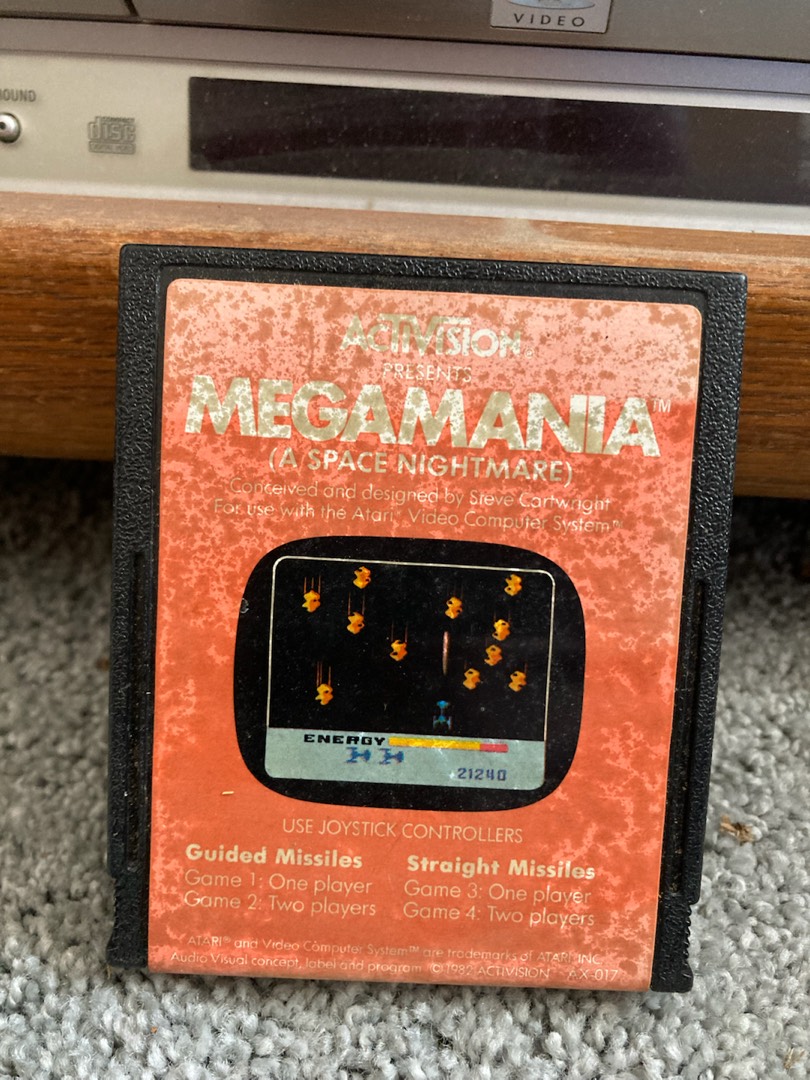 VIDEO
OUND
disc
ACTIVISION®
PRESENTS
MEGAMANIA™
(A SPACE NIGHTMARE)
Conceived and designed by Steve Cartwright
For use with the Atari® Video Computer System™
ENERGY
21240
USE JOYSTICK CONTROLLERS
Guided Missiles
Game 1: One player
Game 2: Two players
Straight Missiles
Game 3: One player
Game 4: Two players
ATARI® and Video Computer System™ are trademarks of ATARI, INC.
Audio Visual concept, label and program © 1982 ACTIVISION AX-017